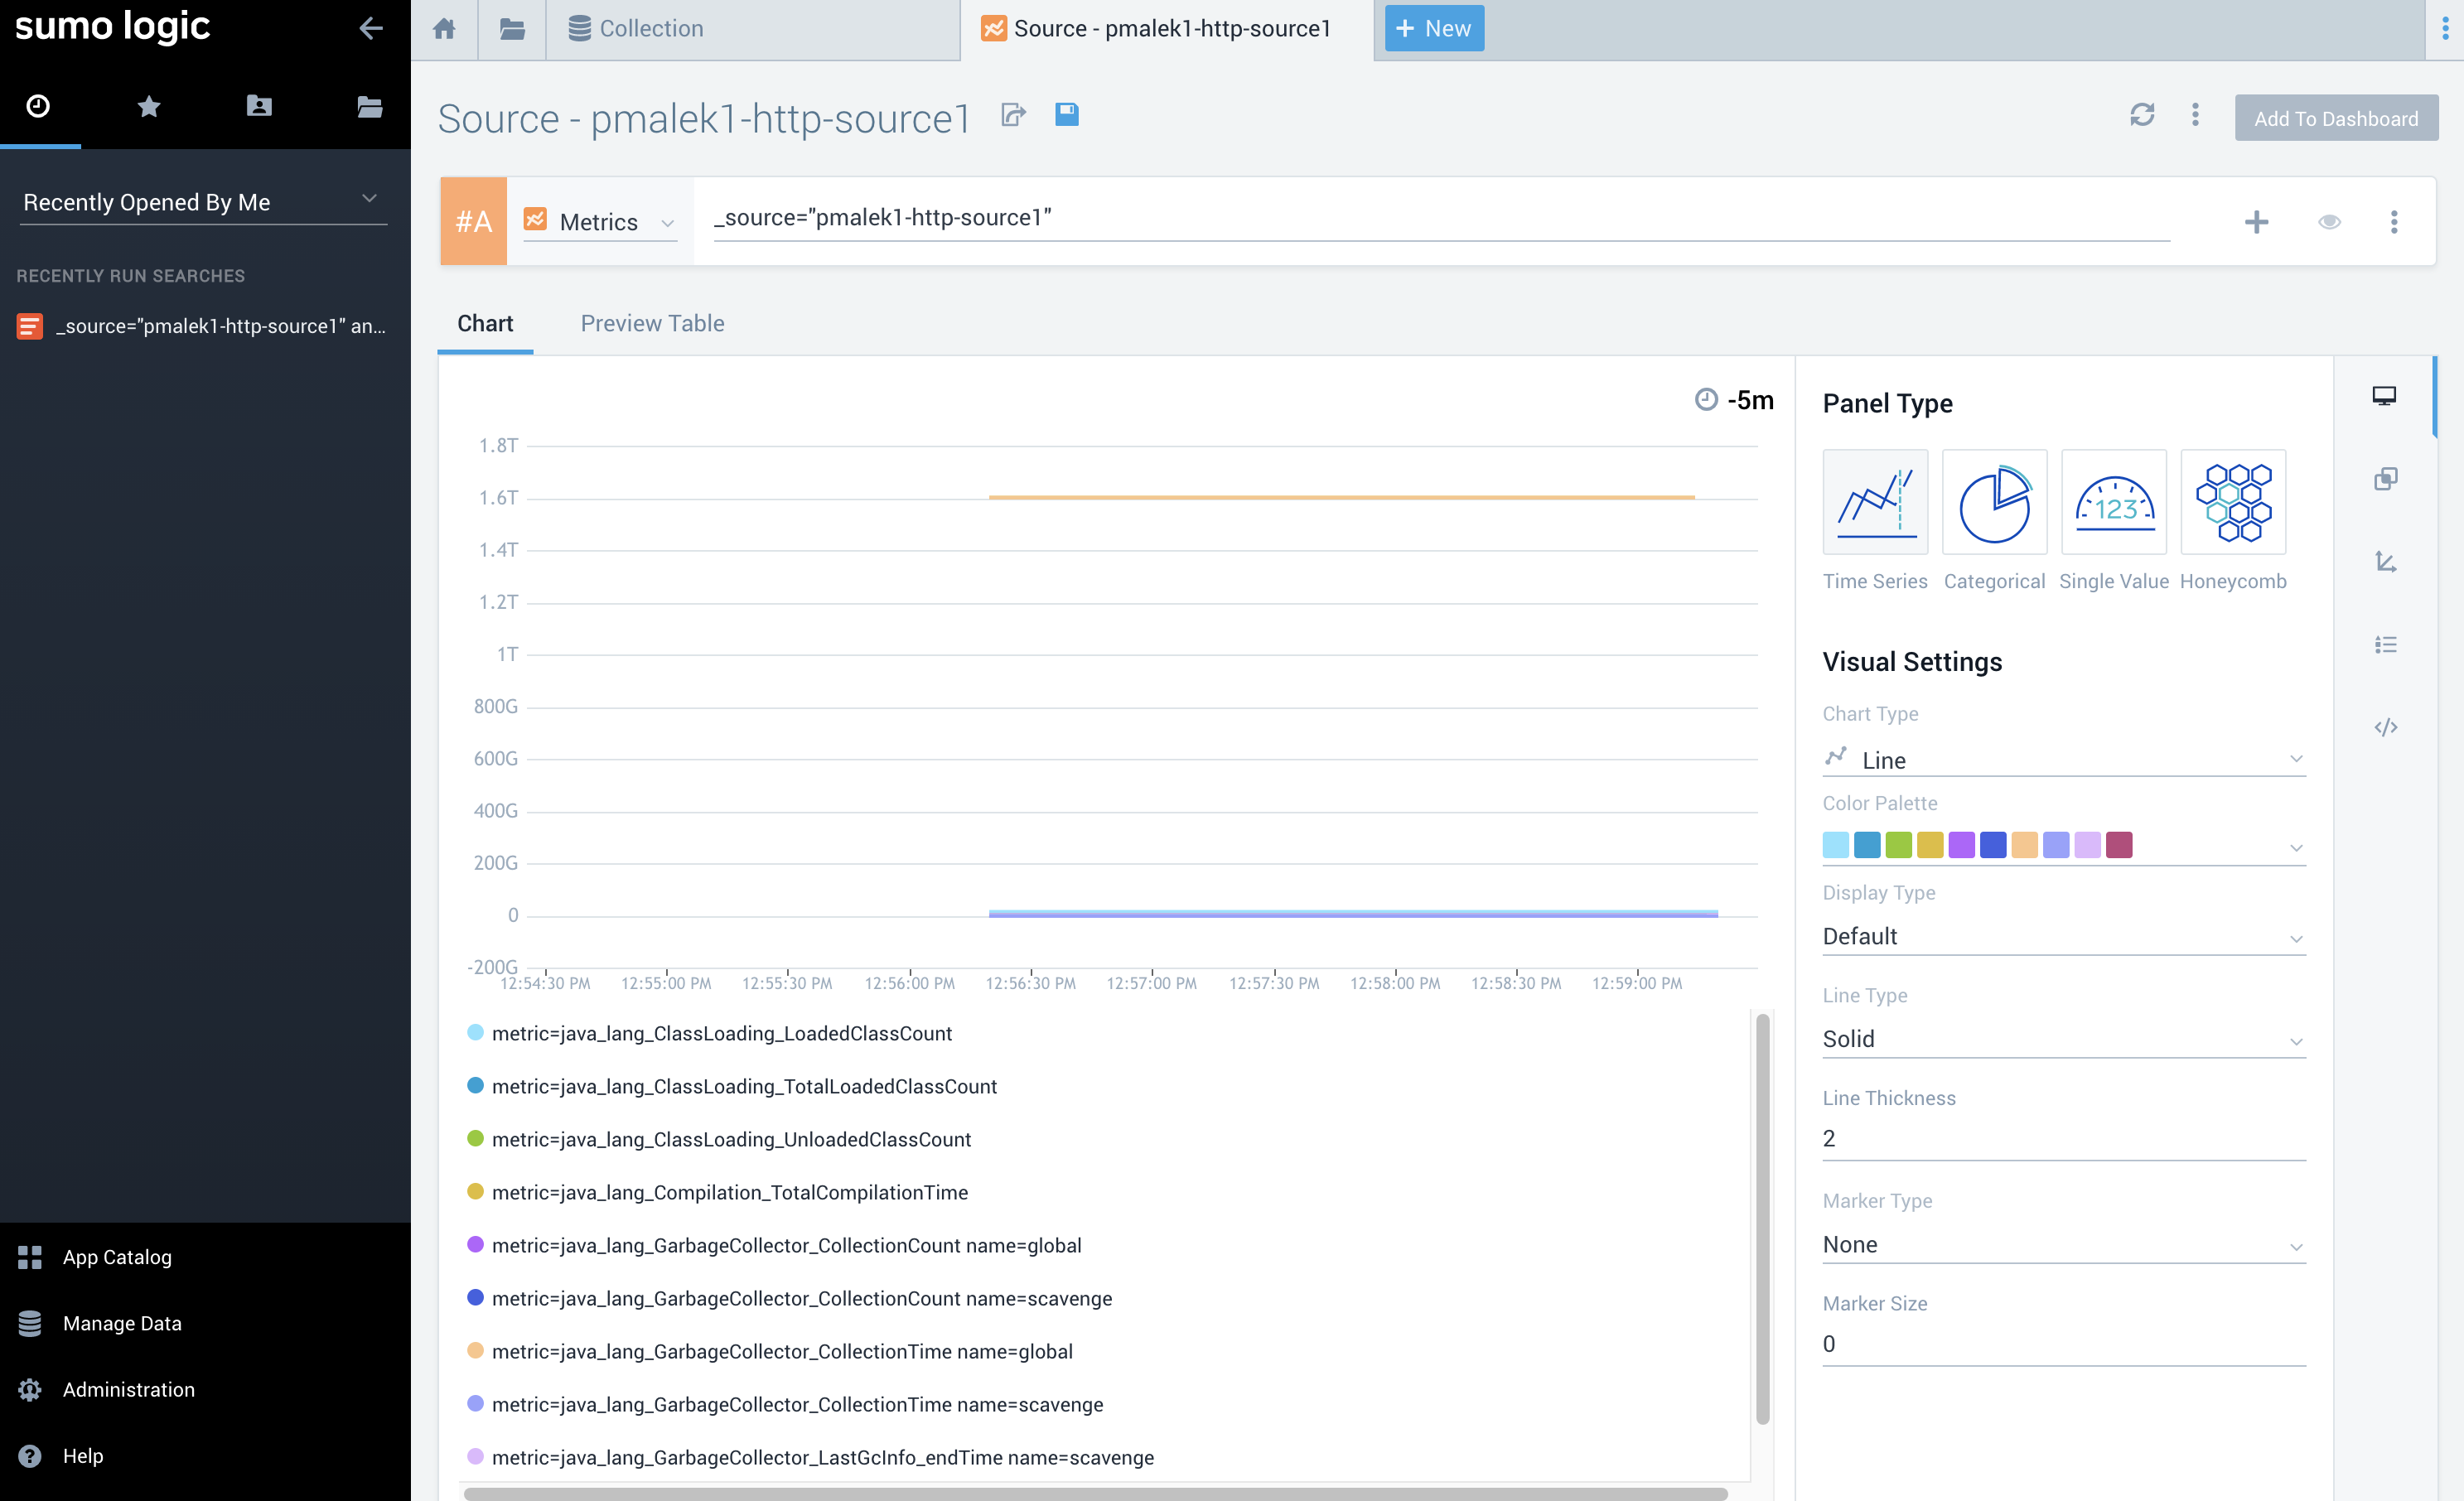 sumo logic
Collection
Source - pmalek1-http-source1
+ New
Recently Opened By Me
RECENTLY RUN SEARCHES
_source="pmalek1-http-source1" an...
App Catalog
Manage Data
Administration
Help
Source - pmalek1-http-source1
Add To Dashboard
#A
Metrics
_source="pmalek1-http-source1"
Chart
Preview Table
-5m
1.8T
1.6T
1.4T
1.2T
1T
800G
600G
400G
200G
0
-200G
12:54:30 PM
12:55:00 PM
12:55:30 PM
12:56:00 PM
12:56:30 PM
12:57:00 PM
12:57:30 PM
12:58:00 PM
12:58:30 PM
12:59:00 PM
metric=java_lang_ClassLoading_LoadedClassCount
metric=java_lang_ClassLoading_TotalLoadedClassCount
metric=java_lang_ClassLoading_UnloadedClassCount
metric=java_lang_Compilation_TotalCompilationTime
metric=java_lang_GarbageCollector_CollectionCount name=global
metric=java_lang_GarbageCollector_CollectionCount name=scavenge
metric=java_lang_GarbageCollector_CollectionTime name=global
metric=java_lang_GarbageCollector_CollectionTime name=scavenge
metric=java_lang_GarbageCollector_LastGcInfo_endTime name=scavenge
Panel Type
123
Time Series
Categorical
Single Value
Honeycomb
Visual Settings
Chart Type
Line
Color Palette
Display Type
Default
Line Type
Solid
Line Thickness
2
Marker Type
None
Marker Size
0